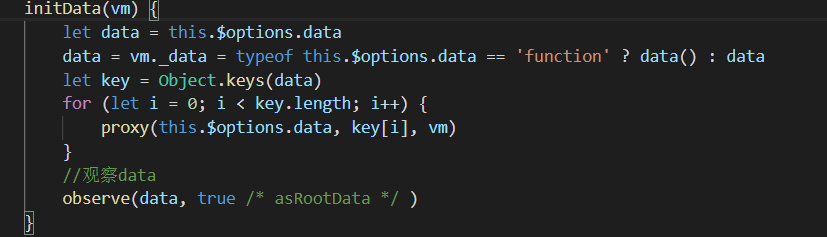 initData(vm) {
    let data = this.$options.data
    data = vm._data = typeof this.$options.data == 'function' ? data() : data
    let key = Object.keys(data)
    for (let i = 0; i < key.length; i++) {
        proxy(this.$options.data, key[i], vm)
    }
    //观察data
    observe(data, true /* asRootData */ )
}